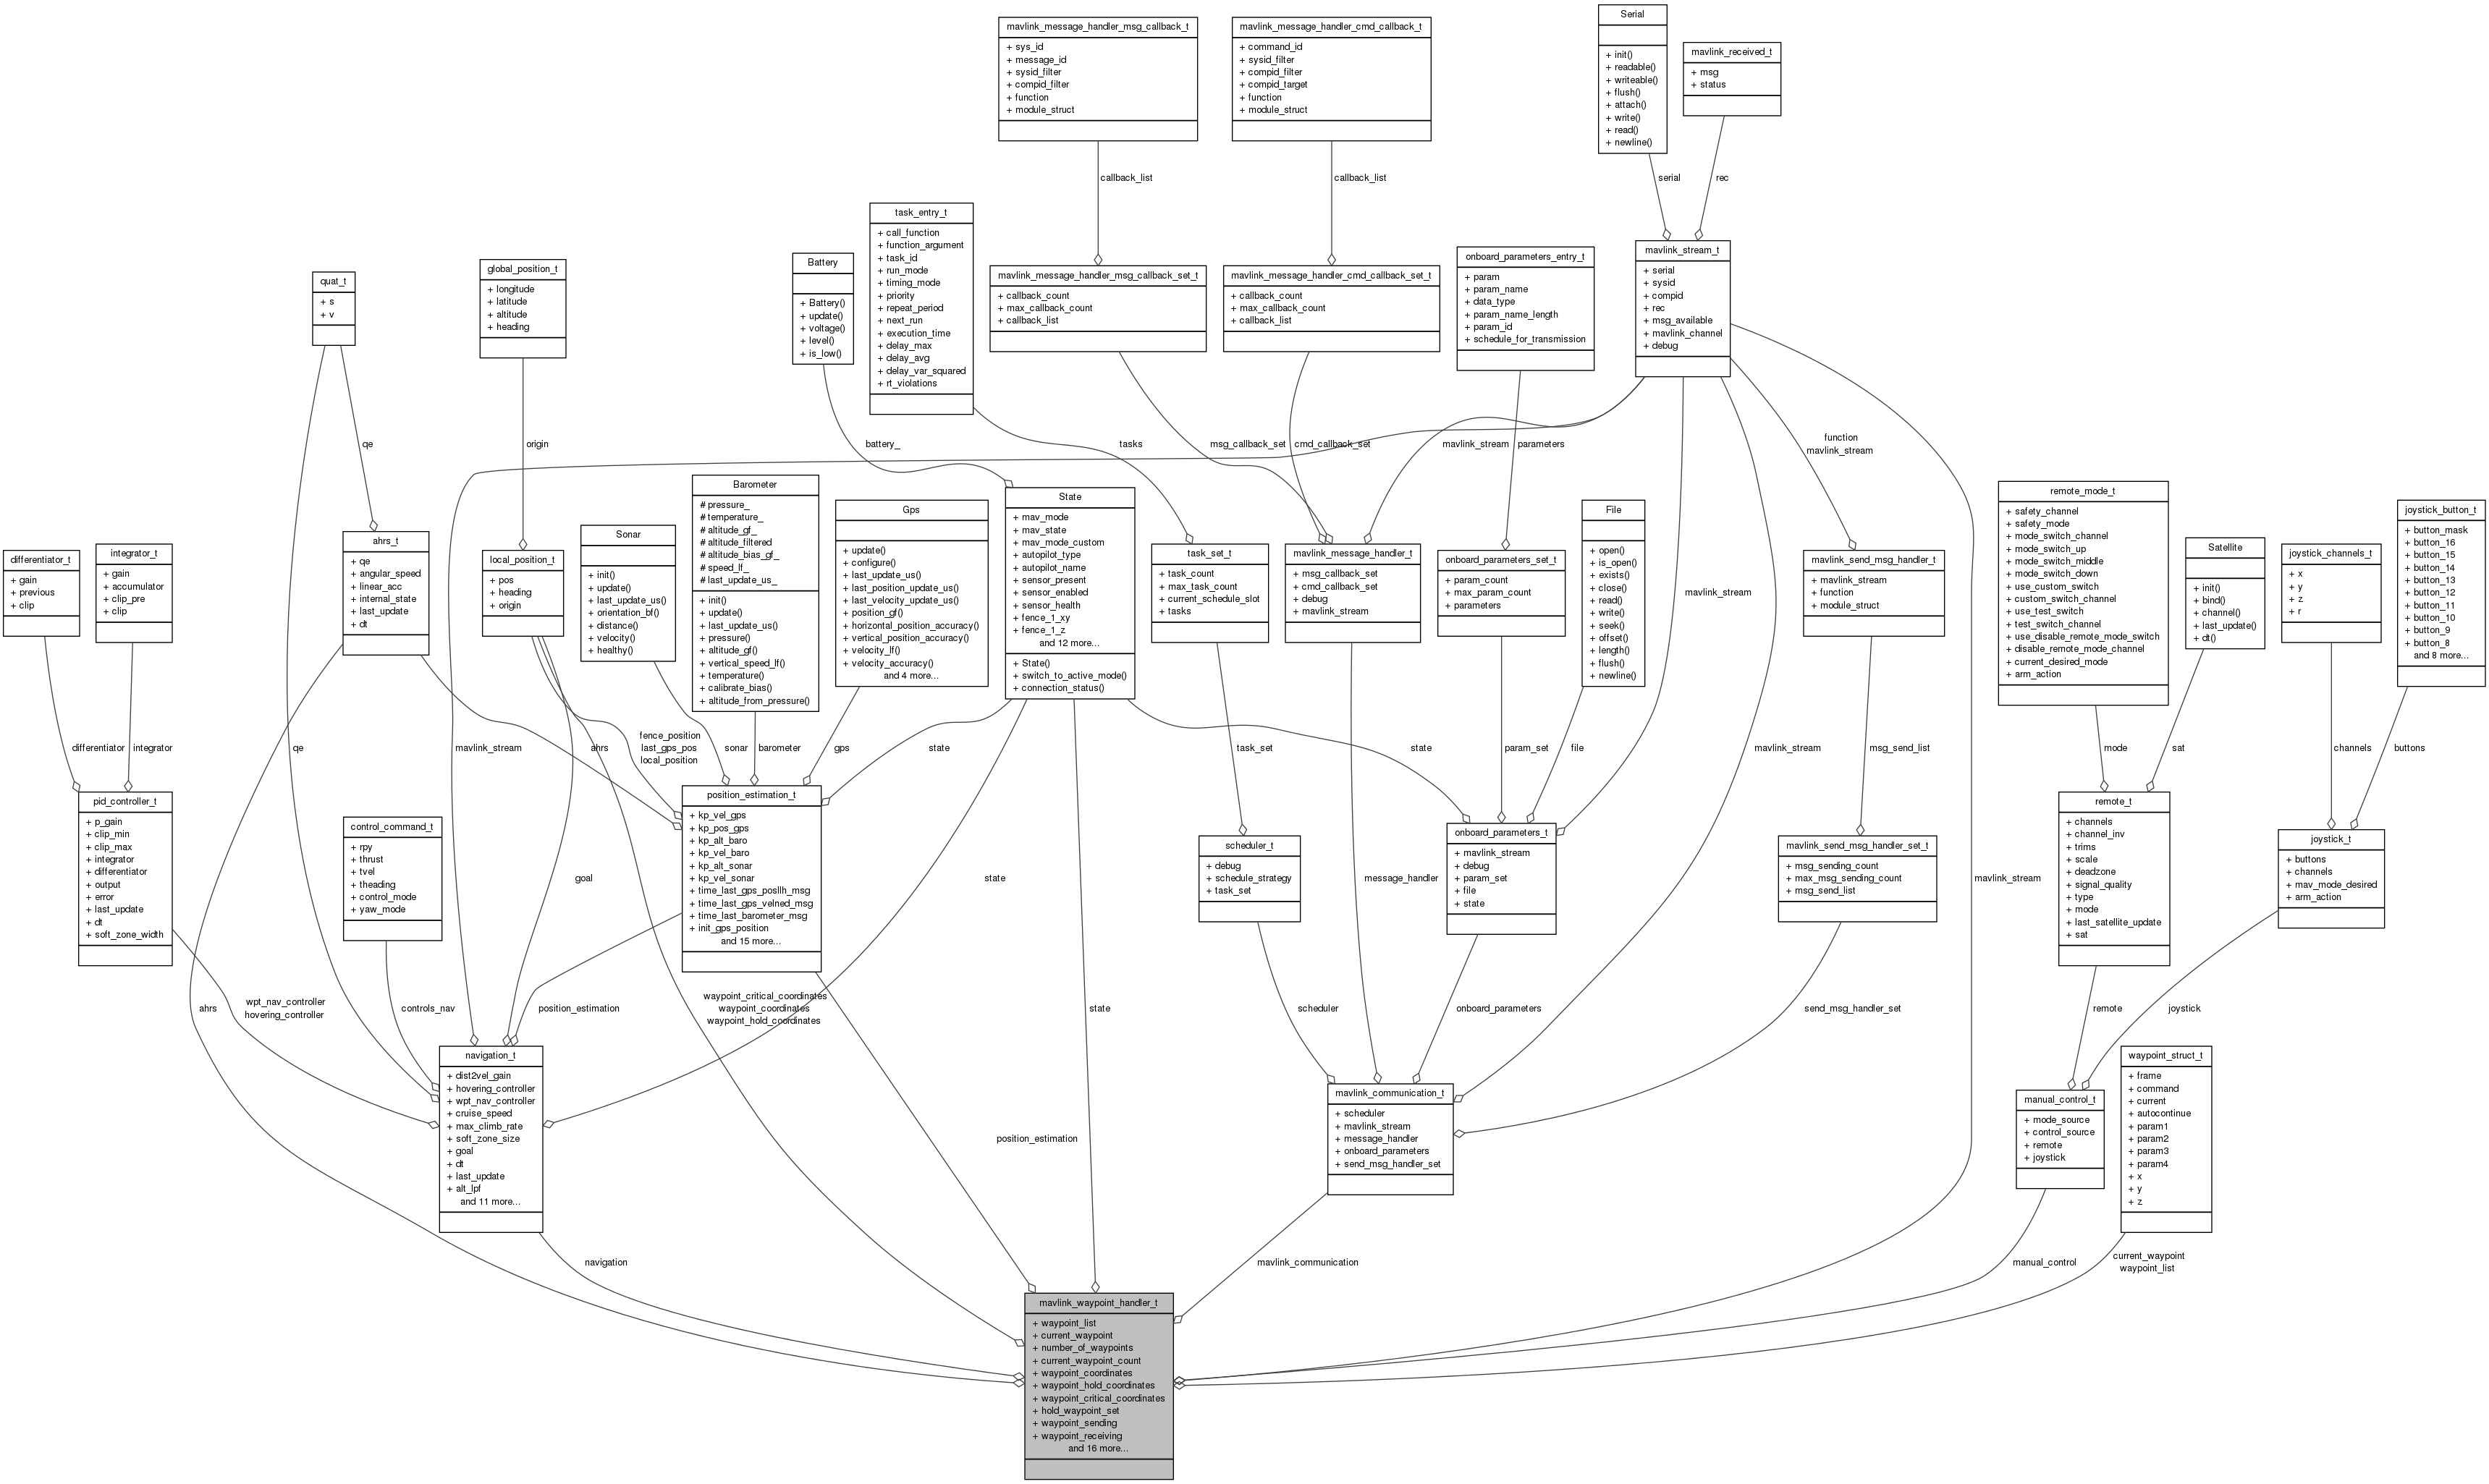 mavlink_message_handler_msg_callback_t
+ sys_id
+ message_id
+ sysid_filter
+ compid_filter
+ function
+ module_struct
mavlink_message_handler_cmd_callback_t
+ command_id
+ sysid_filter
+ compid_filter
+ compid_target
+ function
+ module_struct
Serial
+ init()
+ readable()
+ writeable()
+ flush()
+ attach()
+ write()
+ read()
+ newline()
mavlink_received_t
+ msg
+ status
callback_list
callback_list
serial
rec
quat_t
+ s
+ v
global_position_t
+ longitude
+ latitude
+ altitude
+ heading
Battery
+ Battery()
+ update()
+ voltage()
+ level()
+ is_low()
task_entry_t
+ call_function
+ function_argument
+ task_id
+ run_mode
+ timing_mode
+ priority
+ repeat_period
+ next_run
+ execution_time
+ delay_max
+ delay_avg
+ delay_var_squared
+ rt_violations
mavlink_message_handler_msg_callback_set_t
+ callback_count
+ max_callback_count
+ callback_list
mavlink_message_handler_cmd_callback_set_t
+ callback_count
+ max_callback_count
+ callback_list
onboard_parameters_entry_t
+ param
+ param_name
+ data_type
+ param_name_length
+ param_id
+ schedule_for_transmission
mavlink_stream_t
+ serial
+ sysid
+ compid
+ rec
+ msg_available
+ mavlink_channel
+ debug
qe
origin
battery_
tasks
msg_callback_set
cmd_callback_set
mavlink_stream
parameters
function
mavlink_stream
differentiator_t
+ gain
+ previous
+ clip
integrator_t
+ gain
+ accumulator
+ clip_pre
+ clip
ahrs_t
+ qe
+ angular_speed
+ linear_acc
+ internal_state
+ last_update
+ dt
local_position_t
+ pos
+ heading
+ origin
Sonar
+ init()
+ update()
+ last_update_us()
+ orientation_bf()
+ distance()
+ velocity()
+ healthy()
Barometer
# pressure_
# temperature_
# altitude_gf_
# altitude_filtered
# altitude_bias_gf_
# speed_lf_
# last_update_us_
+ init()
+ update()
+ last_update_us()
+ pressure()
+ altitude_gf()
+ vertical_speed_lf()
+ temperature()
+ calibrate_bias()
+ altitude_from_pressure()
Gps
+ update()
+ configure()
+ last_update_us()
+ last_position_update_us()
+ last_velocity_update_us()
+ position_gf()
+ horizontal_position_accuracy()
+ vertical_position_accuracy()
+ velocity_lf()
+ velocity_accuracy()
and 4 more...
State
+ mav_mode
+ mav_state
+ mav_mode_custom
+ autopilot_type
+ autopilot_name
+ sensor_present
+ sensor_enabled
+ sensor_health
+ fence_1_xy
+ fence_1_z
and 12 more...
+ State()
+ switch_to_active_mode()
+ connection_status()
task_set_t
+ task_count
+ max_task_count
+ current_schedule_slot
+ tasks
mavlink_message_handler_t
+ msg_callback_set
+ cmd_callback_set
+ debug
+ mavlink_stream
onboard_parameters_set_t
+ param_count
+ max_param_count
+ parameters
File
+ open()
+ is_open()
+ exists()
+ close()
+ read()
+ write()
+ seek()
+ offset()
+ length()
+ flush()
+ newline()
mavlink_stream
mavlink_send_msg_handler_t
+ mavlink_stream
+ function
+ module_struct
remote_mode_t
+ safety_channel
+ safety_mode
+ mode_switch_channel
+ mode_switch_up
+ mode_switch_middle
+ mode_switch_down
+ use_custom_switch
+ custom_switch_channel
+ use_test_switch
+ test_switch_channel
+ use_disable_remote_mode_switch
+ disable_remote_mode_channel
+ current_desired_mode
+ arm_action
Satellite
+ init()
+ bind()
+ channel()
+ last_update()
+ dt()
joystick_channels_t
+ x
+ y
+ z
+ r
joystick_button_t
+ button_mask
+ button_16
+ button_15
+ button_14
+ button_13
+ button_12
+ button_11
+ button_10
+ button_9
+ button_8
and 8 more...
differentiator
integrator
qe
mavlink_stream
ahrs
fence_position
last_gps_pos
local_position
sonar
barometer
gps
state
task_set
state
param_set
file
mavlink_stream
msg_send_list
mode
sat
channels
buttons
pid_controller_t
+ p_gain
+ clip_min
+ clip_max
+ integrator
+ differentiator
+ output
+ error
+ last_update
+ dt
+ soft_zone_width
control_command_t
+ rpy
+ thrust
+ tvel
+ theading
+ control_mode
+ yaw_mode
goal
position_estimation_t
+ kp_vel_gps
+ kp_pos_gps
+ kp_alt_baro
+ kp_vel_baro
+ kp_alt_sonar
+ kp_vel_sonar
+ time_last_gps_posllh_msg
+ time_last_gps_velned_msg
+ time_last_barometer_msg
+ init_gps_position
and 15 more...
state
scheduler_t
+ debug
+ schedule_strategy
+ task_set
message_handler
onboard_parameters_t
+ mavlink_stream
+ debug
+ param_set
+ file
+ state
mavlink_send_msg_handler_set_t
+ msg_sending_count
+ max_msg_sending_count
+ msg_send_list
mavlink_stream
remote_t
+ channels
+ channel_inv
+ trims
+ scale
+ deadzone
+ signal_quality
+ type
+ mode
+ last_satellite_update
+ sat
joystick_t
+ buttons
+ channels
+ mav_mode_desired
+ arm_action
ahrs
wpt_nav_controller
hovering_controller
controls_nav
position_estimation
waypoint_critical_coordinates
waypoint_coordinates
waypoint_hold_coordinates
state
scheduler
onboard_parameters
send_msg_handler_set
remote
joystick
navigation_t
+ dist2vel_gain
+ hovering_controller
+ wpt_nav_controller
+ cruise_speed
+ max_climb_rate
+ soft_zone_size
+ goal
+ dt
+ last_update
+ alt_lpf
and 11 more...
position_estimation
mavlink_communication_t
+ scheduler
+ mavlink_stream
+ message_handler
+ onboard_parameters
+ send_msg_handler_set
manual_control_t
+ mode_source
+ control_source
+ remote
+ joystick
waypoint_struct_t
+ frame
+ command
+ current
+ autocontinue
+ param1
+ param2
+ param3
+ param4
+ x
+ y
+ z
navigation
mavlink_communication
manual_control
current_waypoint
waypoint_list
mavlink_waypoint_handler_t
+ waypoint_list
+ current_waypoint
+ number_of_waypoints
+ current_waypoint_count
+ waypoint_coordinates
+ waypoint_hold_coordinates
+ waypoint_critical_coordinates
+ hold_waypoint_set
+ waypoint_sending
+ waypoint_receiving
and 16 more...